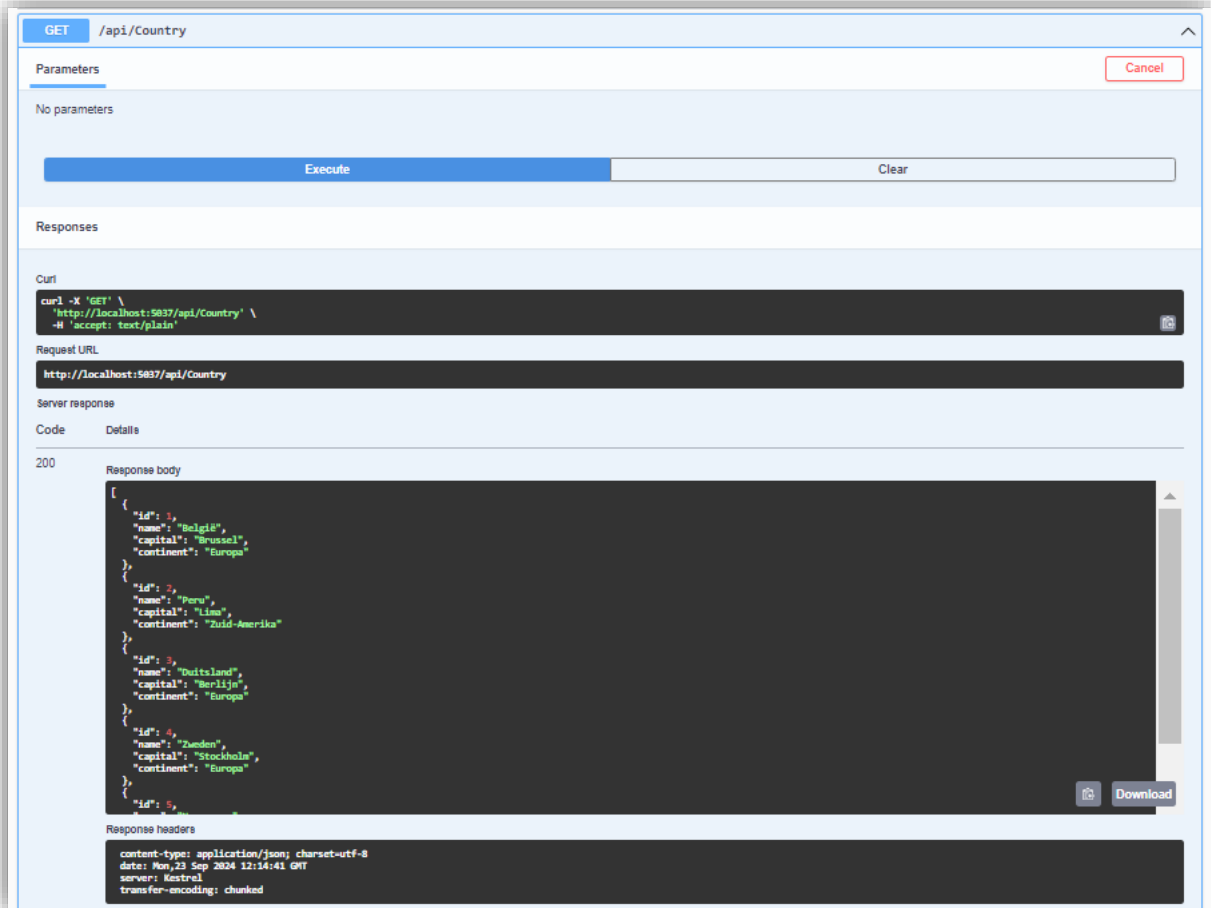 GET /api/Country
Parameters
Cancel
No parameters
Execute
Clear
Responses
Curl
curl -X 'GET' \
'http://localhost:5037/api/Country' \
-H 'accept: text/plain'
Request URL
http://localhost:5037/api/Country
Server response
Code Details
200
Response body
[
{
"id": 1,
"name": "België",
"capital": "Brussel",
"continent": "Europa"
},
{
"id": 2,
"name": "Peru",
"capital": "Lima",
"continent": "Zuid-Amerika"
},
{
"id": 3,
"name": "Duitsland",
"capital": "Berlijn",
"continent": "Europa"
},
{
"id": 4,
"name": "Zweden",
"capital": "Stockholm",
"continent": "Europa"
},
{
"id": 5,
Download
Response headers
content-type: application/json; charset=utf-8
date: Mon,23 Sep 2024 12:14:41 GMT
server: Kestrel
transfer-encoding: chunked